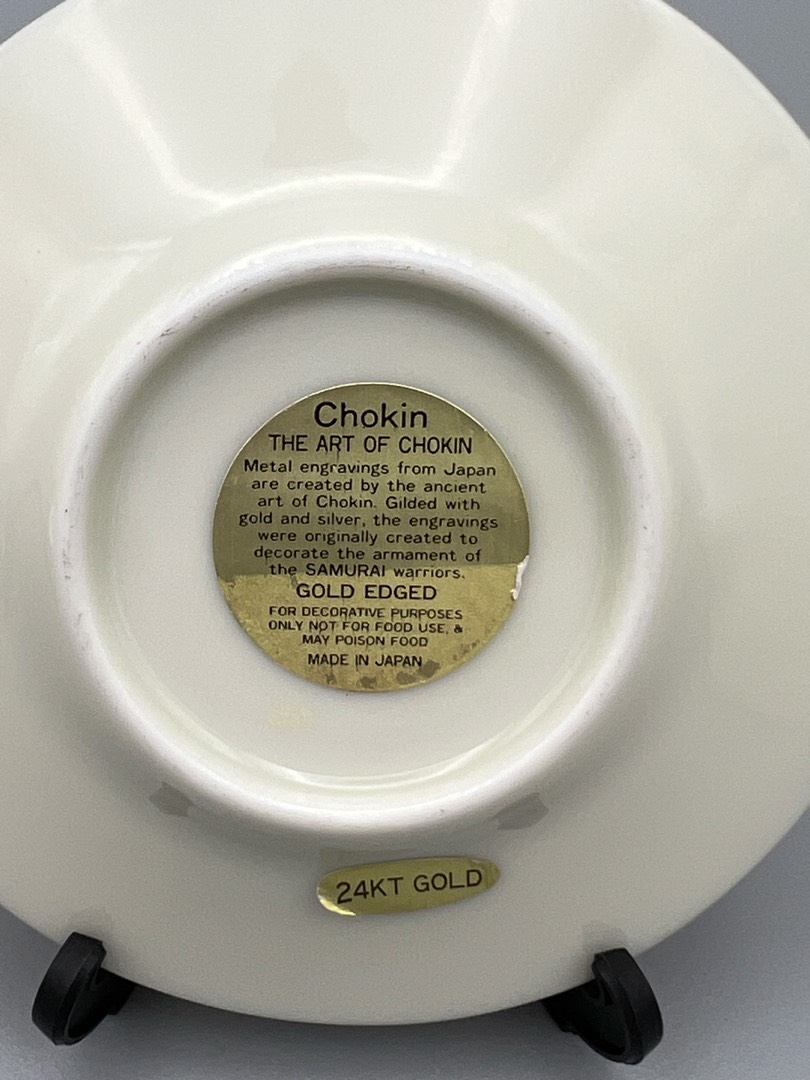 Chokin
THE ART OF CHOKIN
Metal engravings from Japan
are created by the ancient
art of Chokin. Gilded with
gold and silver, the engravings
were originally created to
decorate the armament of
the SAMURAI warriors.
GOLD EDGED
FOR DECORATIVE PURPOSES
ONLY NOT FOR FOOD USE, &
MAY POISON FOOD
MADE IN JAPAN
24KT GOLD